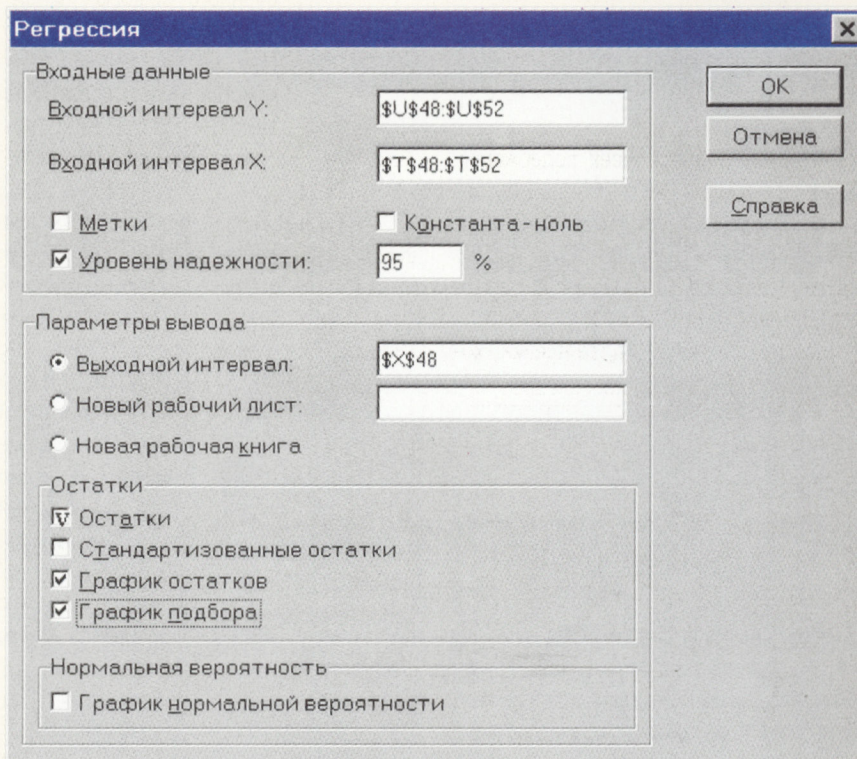 Регрессия
Входные данные
Входной интервал Y: $U$48:$U$52
Входной интервал X: $T$48:$T$52
Метки Константа - ноль
Уровень надежности: 95 %
OK
Отмена
Справка
Параметры вывода
Выходной интервал: $X$48
Новый рабочий лист:
Новая рабочая книга
Остатки
Остатки
Стандартизованные остатки
График остатков
График подбора
Нормальная вероятность
График нормальной вероятности